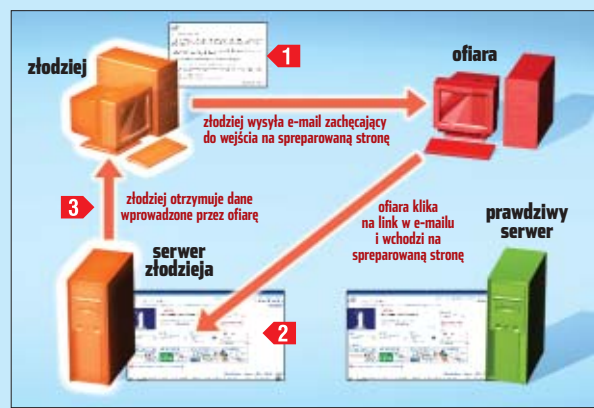 złodziej
1
ofiara
złodziej wysyła e-mail zachęcający
do wejścia na spreparowaną stronę
3
złodziej otrzymuje dane
wprowadzone przez ofiarę
ofiara klika
na link w e-mailu
i wchodzi na
spreparowaną stronę
prawdziwy
serwer
serwer
złodzieja
2